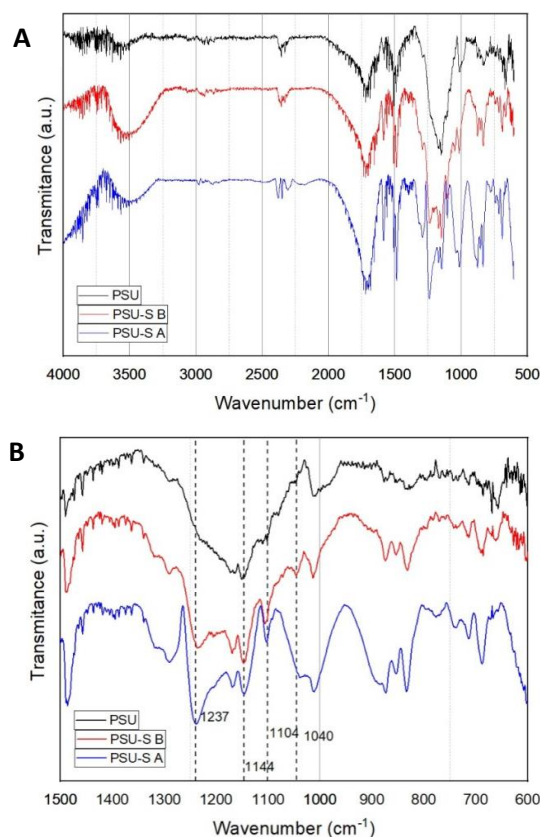 A
Transmitance (a.u.)
PSU
PSU-S B
PSU-S A
4000 3500 3000 2500 2000 1500 1000 500
Wavenumber (cm⁻¹)
B
Transmitance (a.u.)
1237
1104
1040
1144
PSU
PSU-S B
PSU-S A
1500 1400 1300 1200 1100 1000 900 800 700 600
Wavenumber (cm⁻¹)